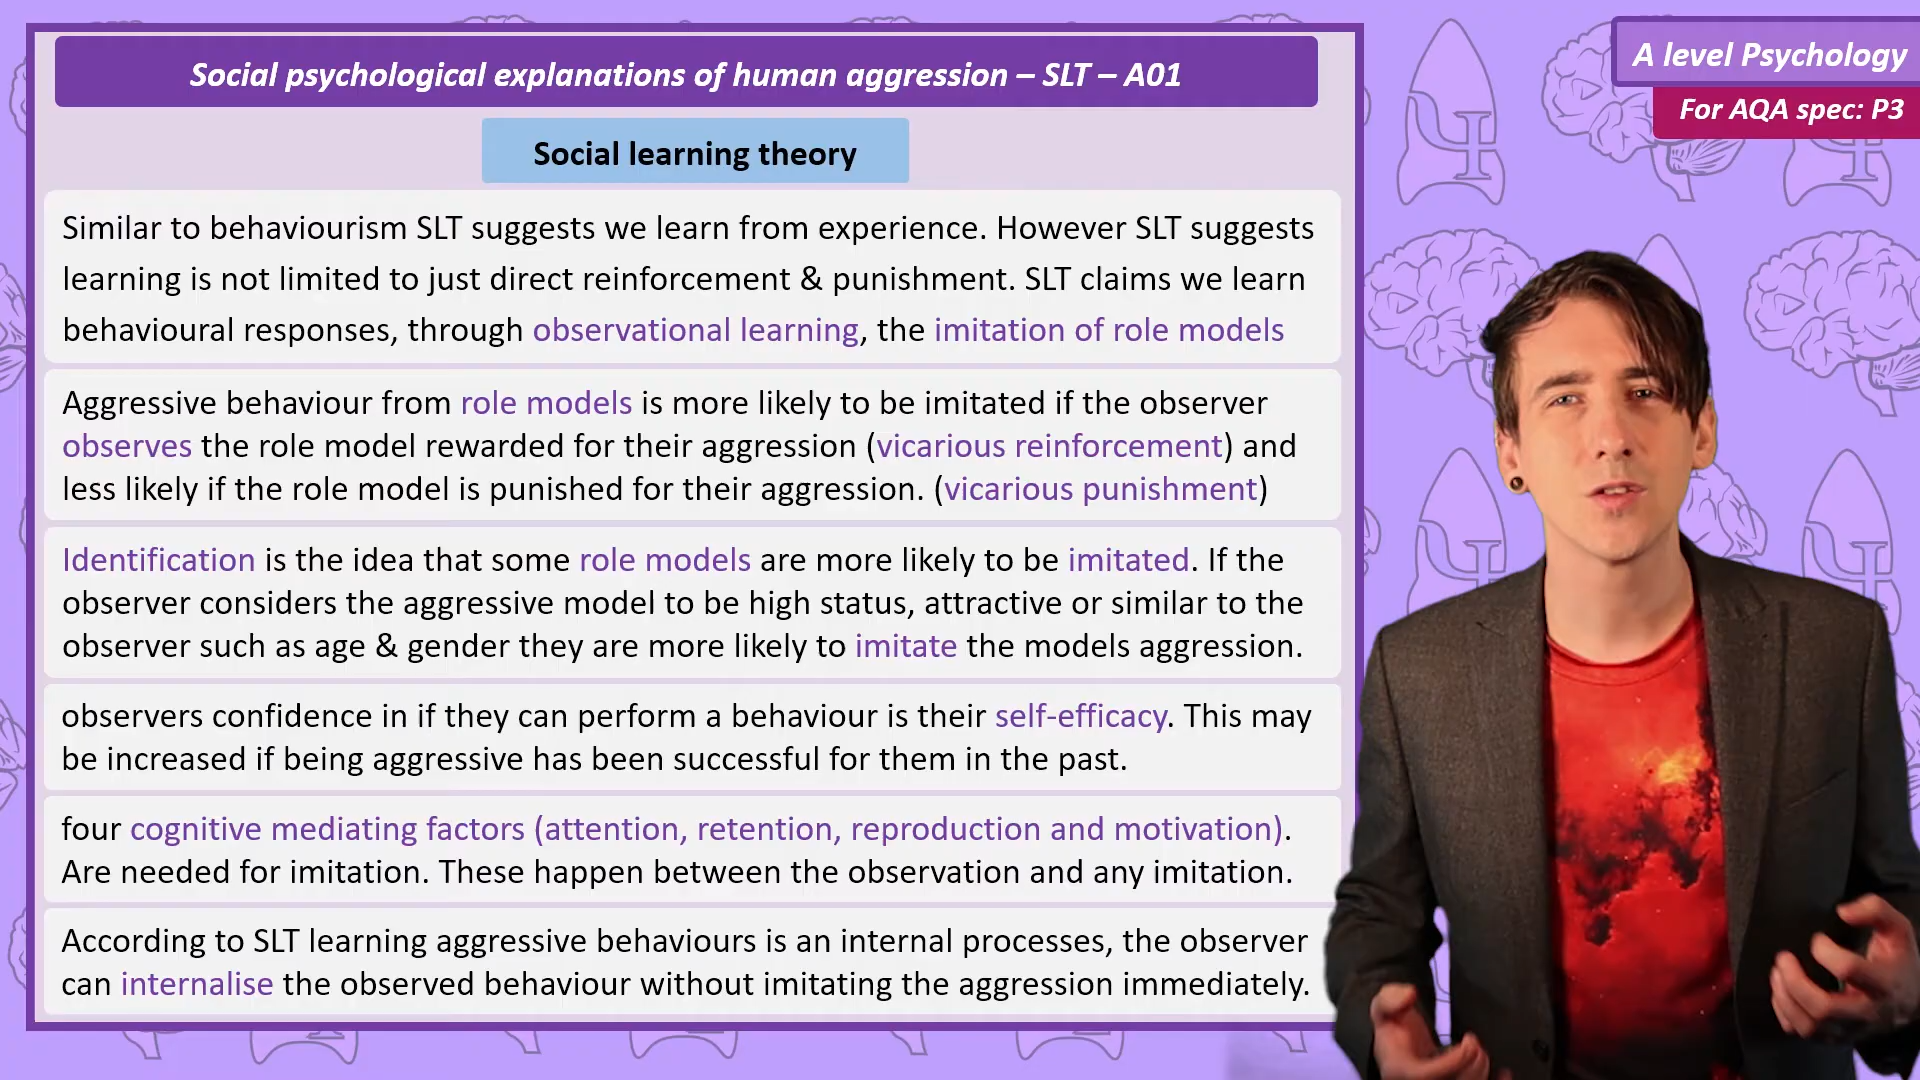 Social psychological explanations of human aggression – SLT – A01
A level Psychology
For AQA spec: P3
Social learning theory
Similar to behaviourism SLT suggests we learn from experience. However SLT suggests
learning is not limited to just direct reinforcement & punishment. SLT claims we learn
behavioural responses, through observational learning, the imitation of role models
Aggressive behaviour from role models is more likely to be imitated if the observer
observes the role model rewarded for their aggression (vicarious reinforcement) and
less likely if the role model is punished for their aggression. (vicarious punishment)
Identification is the idea that some role models are more likely to be imitated. If the
observer considers the aggressive model to be high status, attractive or similar to the
observer such as age & gender they are more likely to imitate the models aggression.
observers confidence in if they can perform a behaviour is their self-efficacy. This may
be increased if being aggressive has been successful for them in the past.
four cognitive mediating factors (attention, retention, reproduction and motivation).
Are needed for imitation. These happen between the observation and any imitation.
According to SLT learning aggressive behaviours is an internal processes, the observer
can internalise the observed behaviour without imitating the aggression immediately.